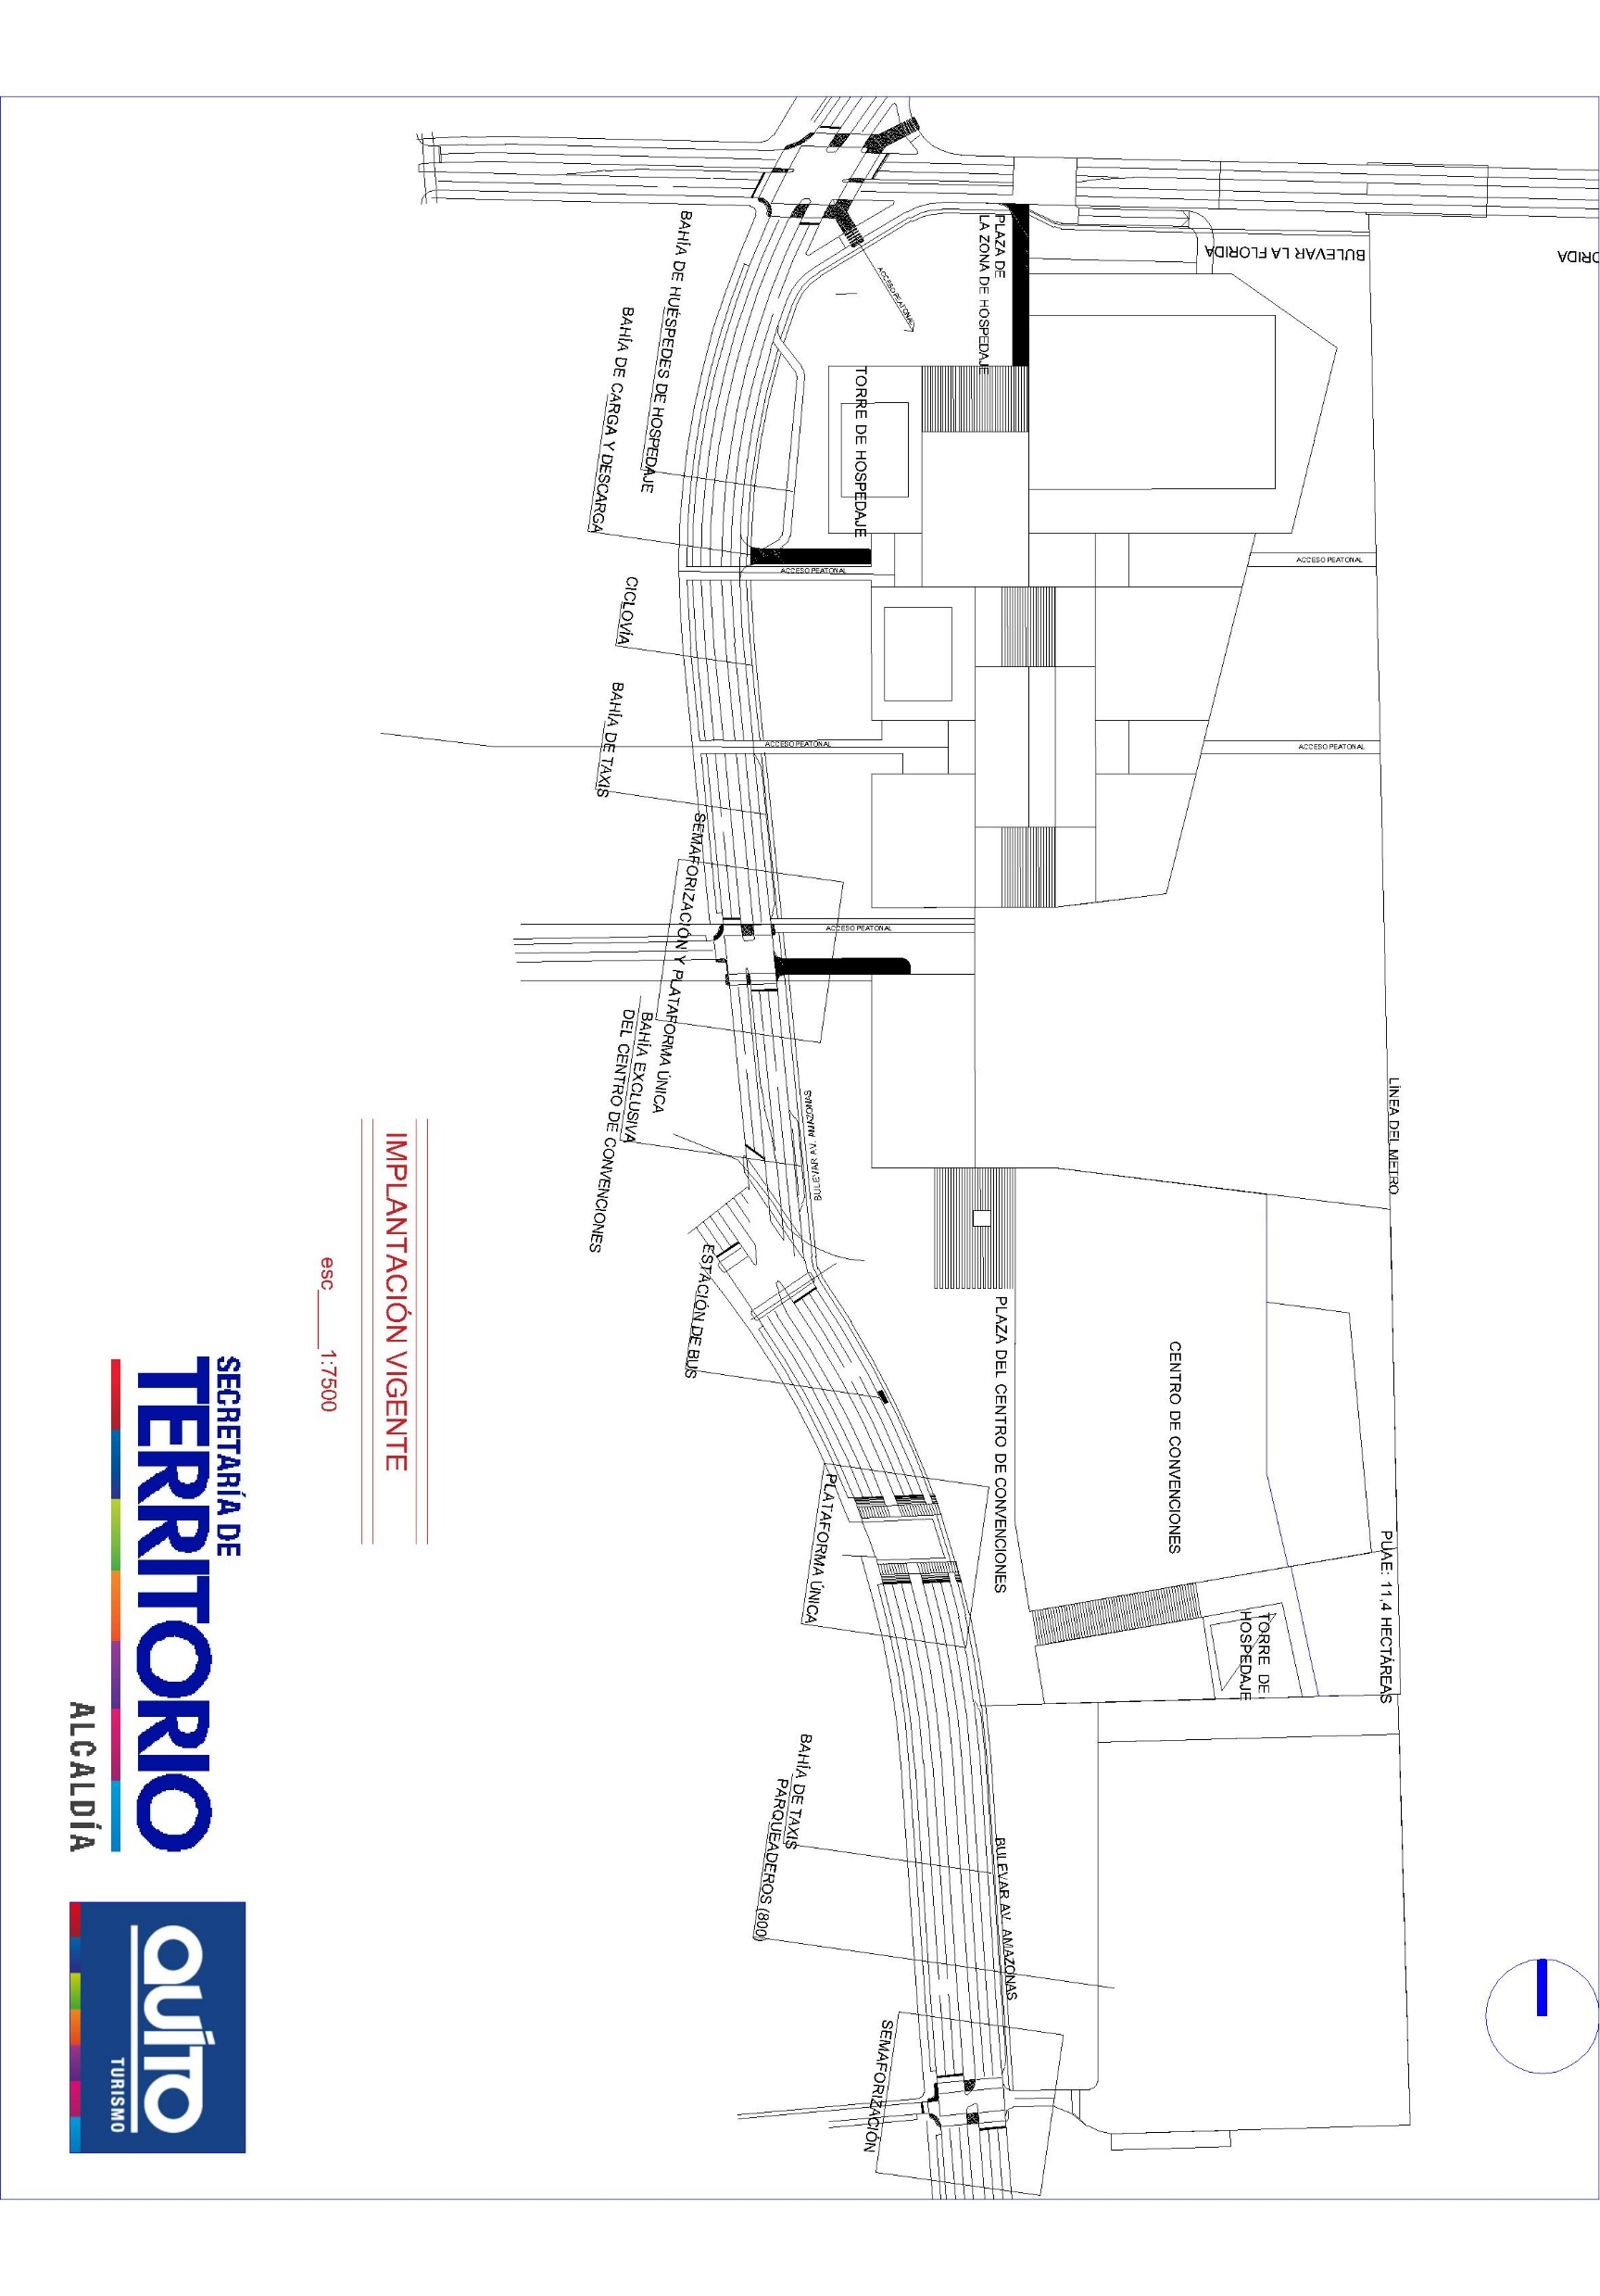 BULEVAR LA FLORIDA
ORIDA
PLAZA DE
LA ZONA DE HOSPEDAJE
ACCESO PEATONAL
BAHÍA DE HUÉSPEDES DE HOSPEDAJE
BAHÍA DE CARGA Y DESCARGA
TORRE DE HOSPEDAJE
ACCESO PEATONAL
ACCESO PEATONAL
CICLOVÍA
BAHÍA DE TAXIS
ACCESO PEATONAL
ACCESO PEATONAL
SEMAFORIZACIÓN Y PLATAFORMA ÚNICA
ACCESO PEATONAL
BAHÍA EXCLUSIVA
DEL CENTRO DE CONVENCIONES
BULEVAR AV. AMAZONAS
LÍNEA DEL METRO
ESTACIÓN DE BUS
PLAZA DEL CENTRO DE CONVENCIONES
CENTRO DE CONVENCIONES
PLATAFORMA ÚNICA
PUAE: 11,4 HECTÁREAS
TORRE DE
HOSPEDAJE
BAHÍA DE TAXIS
PARQUEADEROS (800)
BULEVAR AV. AMAZONAS
SEMAFORIZACIÓN
IMPLANTACIÓN VIGENTE
esc____1:7500
SECRETARÍA DE
TERRITORIO
ALCALDÍA
QUITO
TURISMO